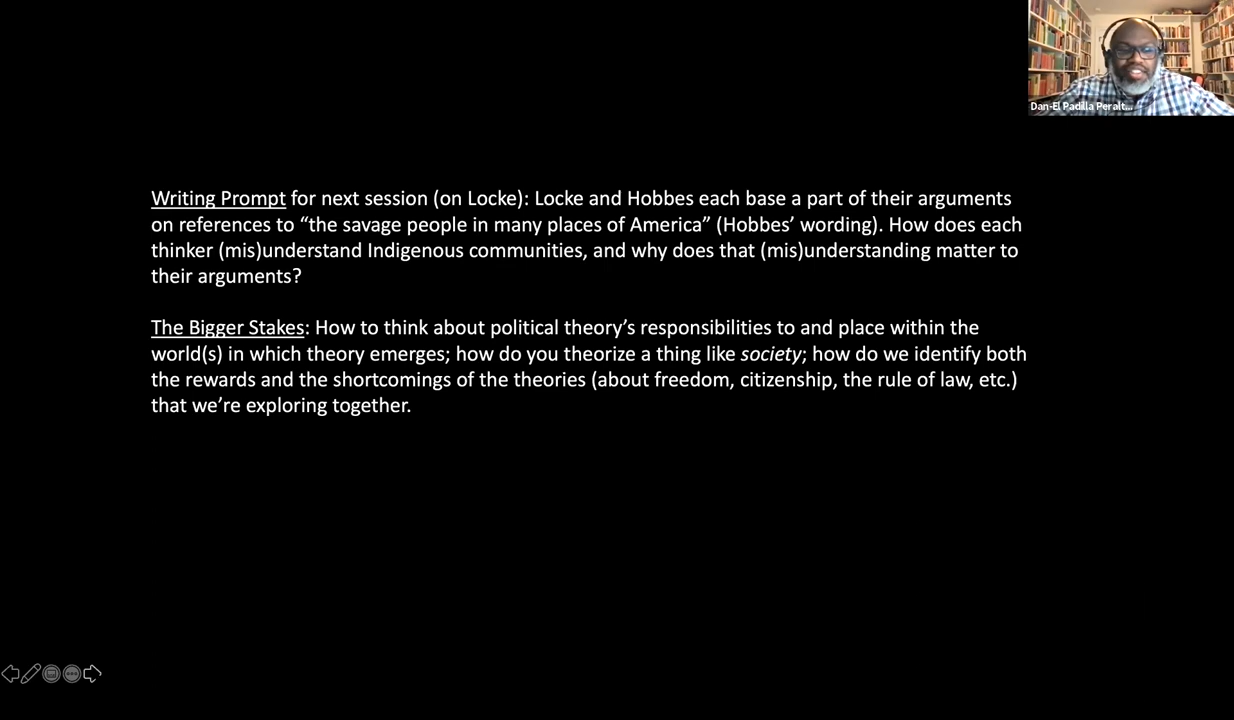 Dan-El Padilla Peralt...
Writing Prompt for next session (on Locke): Locke and Hobbes each base a part of their arguments
on references to “the savage people in many places of America” (Hobbes’ wording). How does each
thinker (mis)understand Indigenous communities, and why does that (mis)understanding matter to
their arguments?
The Bigger Stakes: How to think about political theory’s responsibilities to and place within the
world(s) in which theory emerges; how do you theorize a thing like society; how do we identify both
the rewards and the shortcomings of the theories (about freedom, citizenship, the rule of law, etc.)
that we’re exploring together.